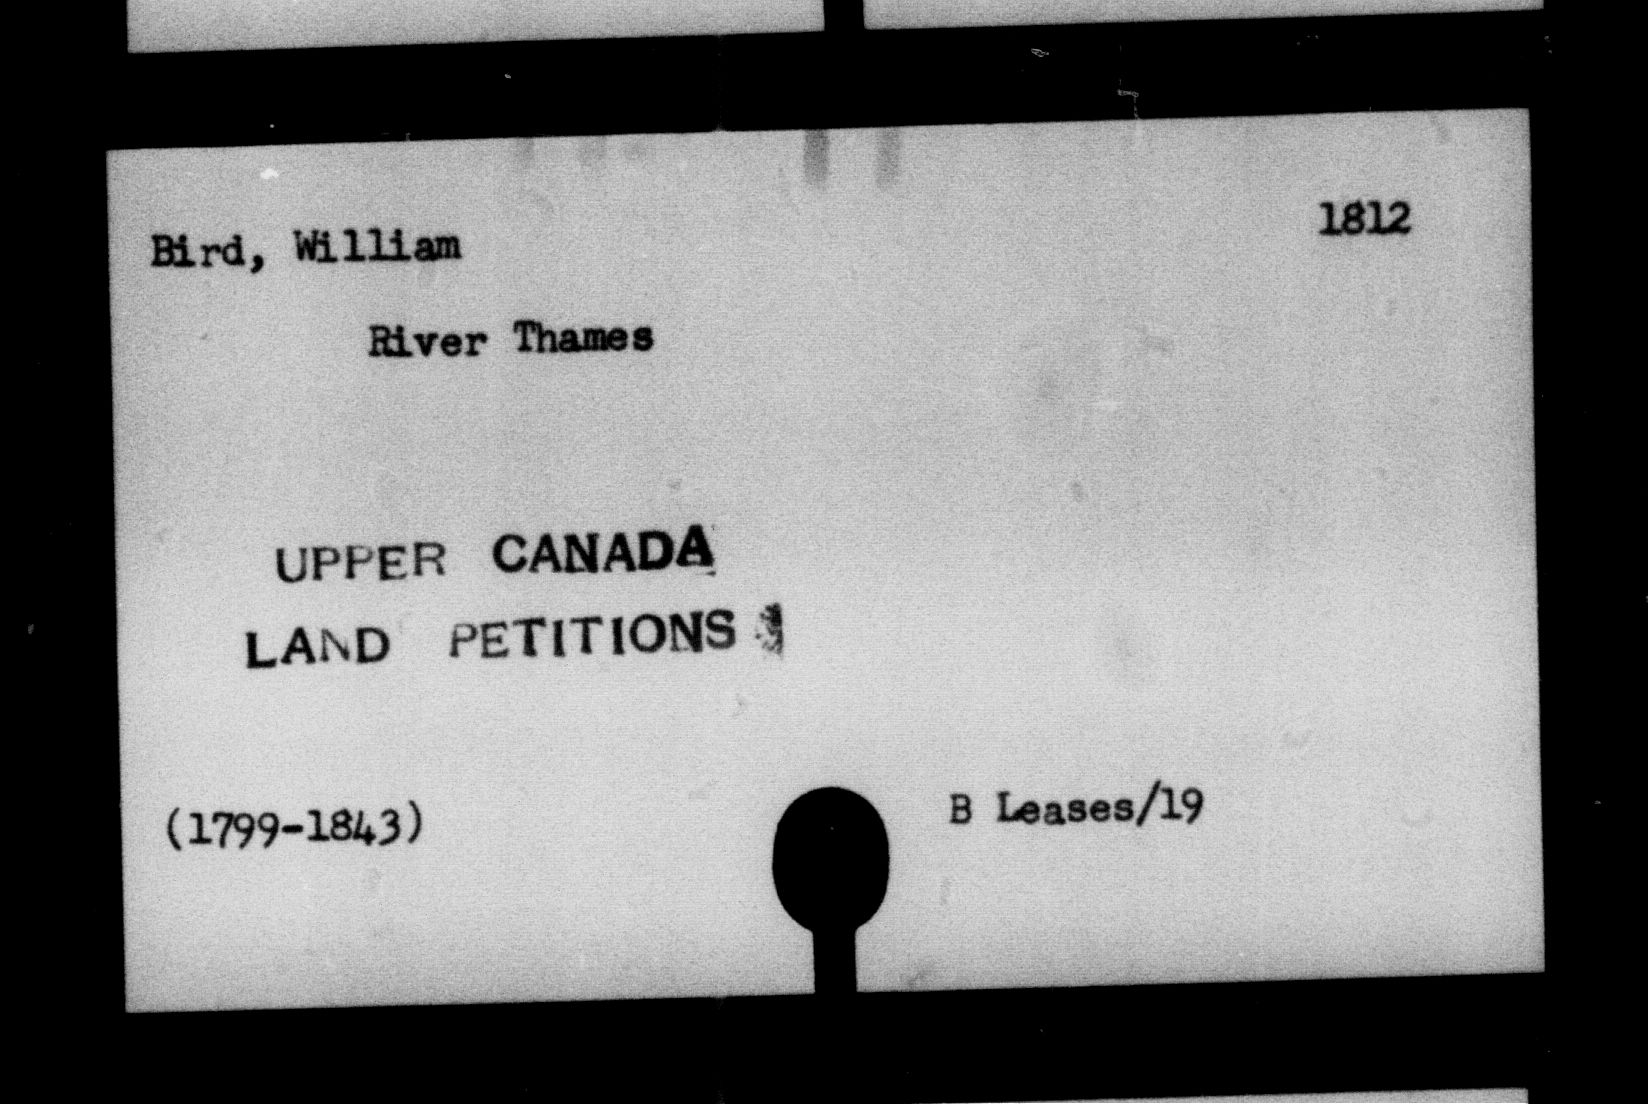 Bird, William 1812
River Thames
UPPER CANADA
LAND PETITIONS
(1799-1843) B Leases/19